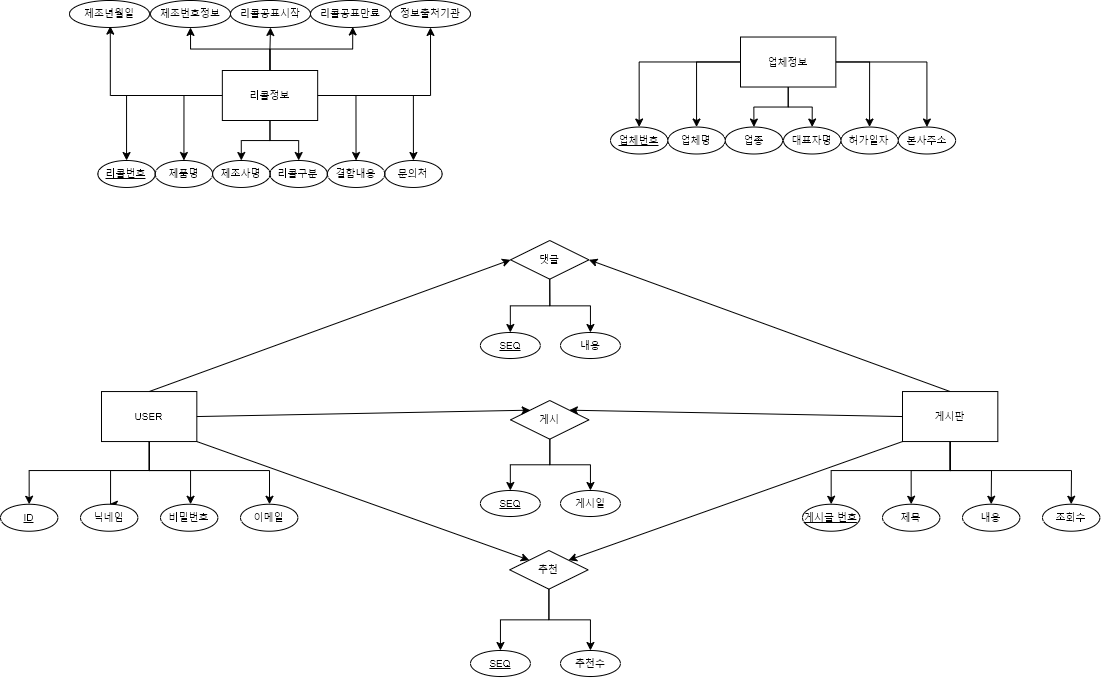 제조년월일 제조번호정보 리콜공표시작 리콜공표만료 정보출처기관
리콜정보
리콜번호 제품명 제조사명 리콜구분 결함내용 문의처
업체정보
업체번호 업체명 업종 대표자명 허가일자 본사주소
댓글
SEQ 내용
USER
게시
게시판
SEQ 게시일
ID 닉네임 비밀번호 이메일
게시글 번호 제목 내용 조회수
추천
SEQ 추천수